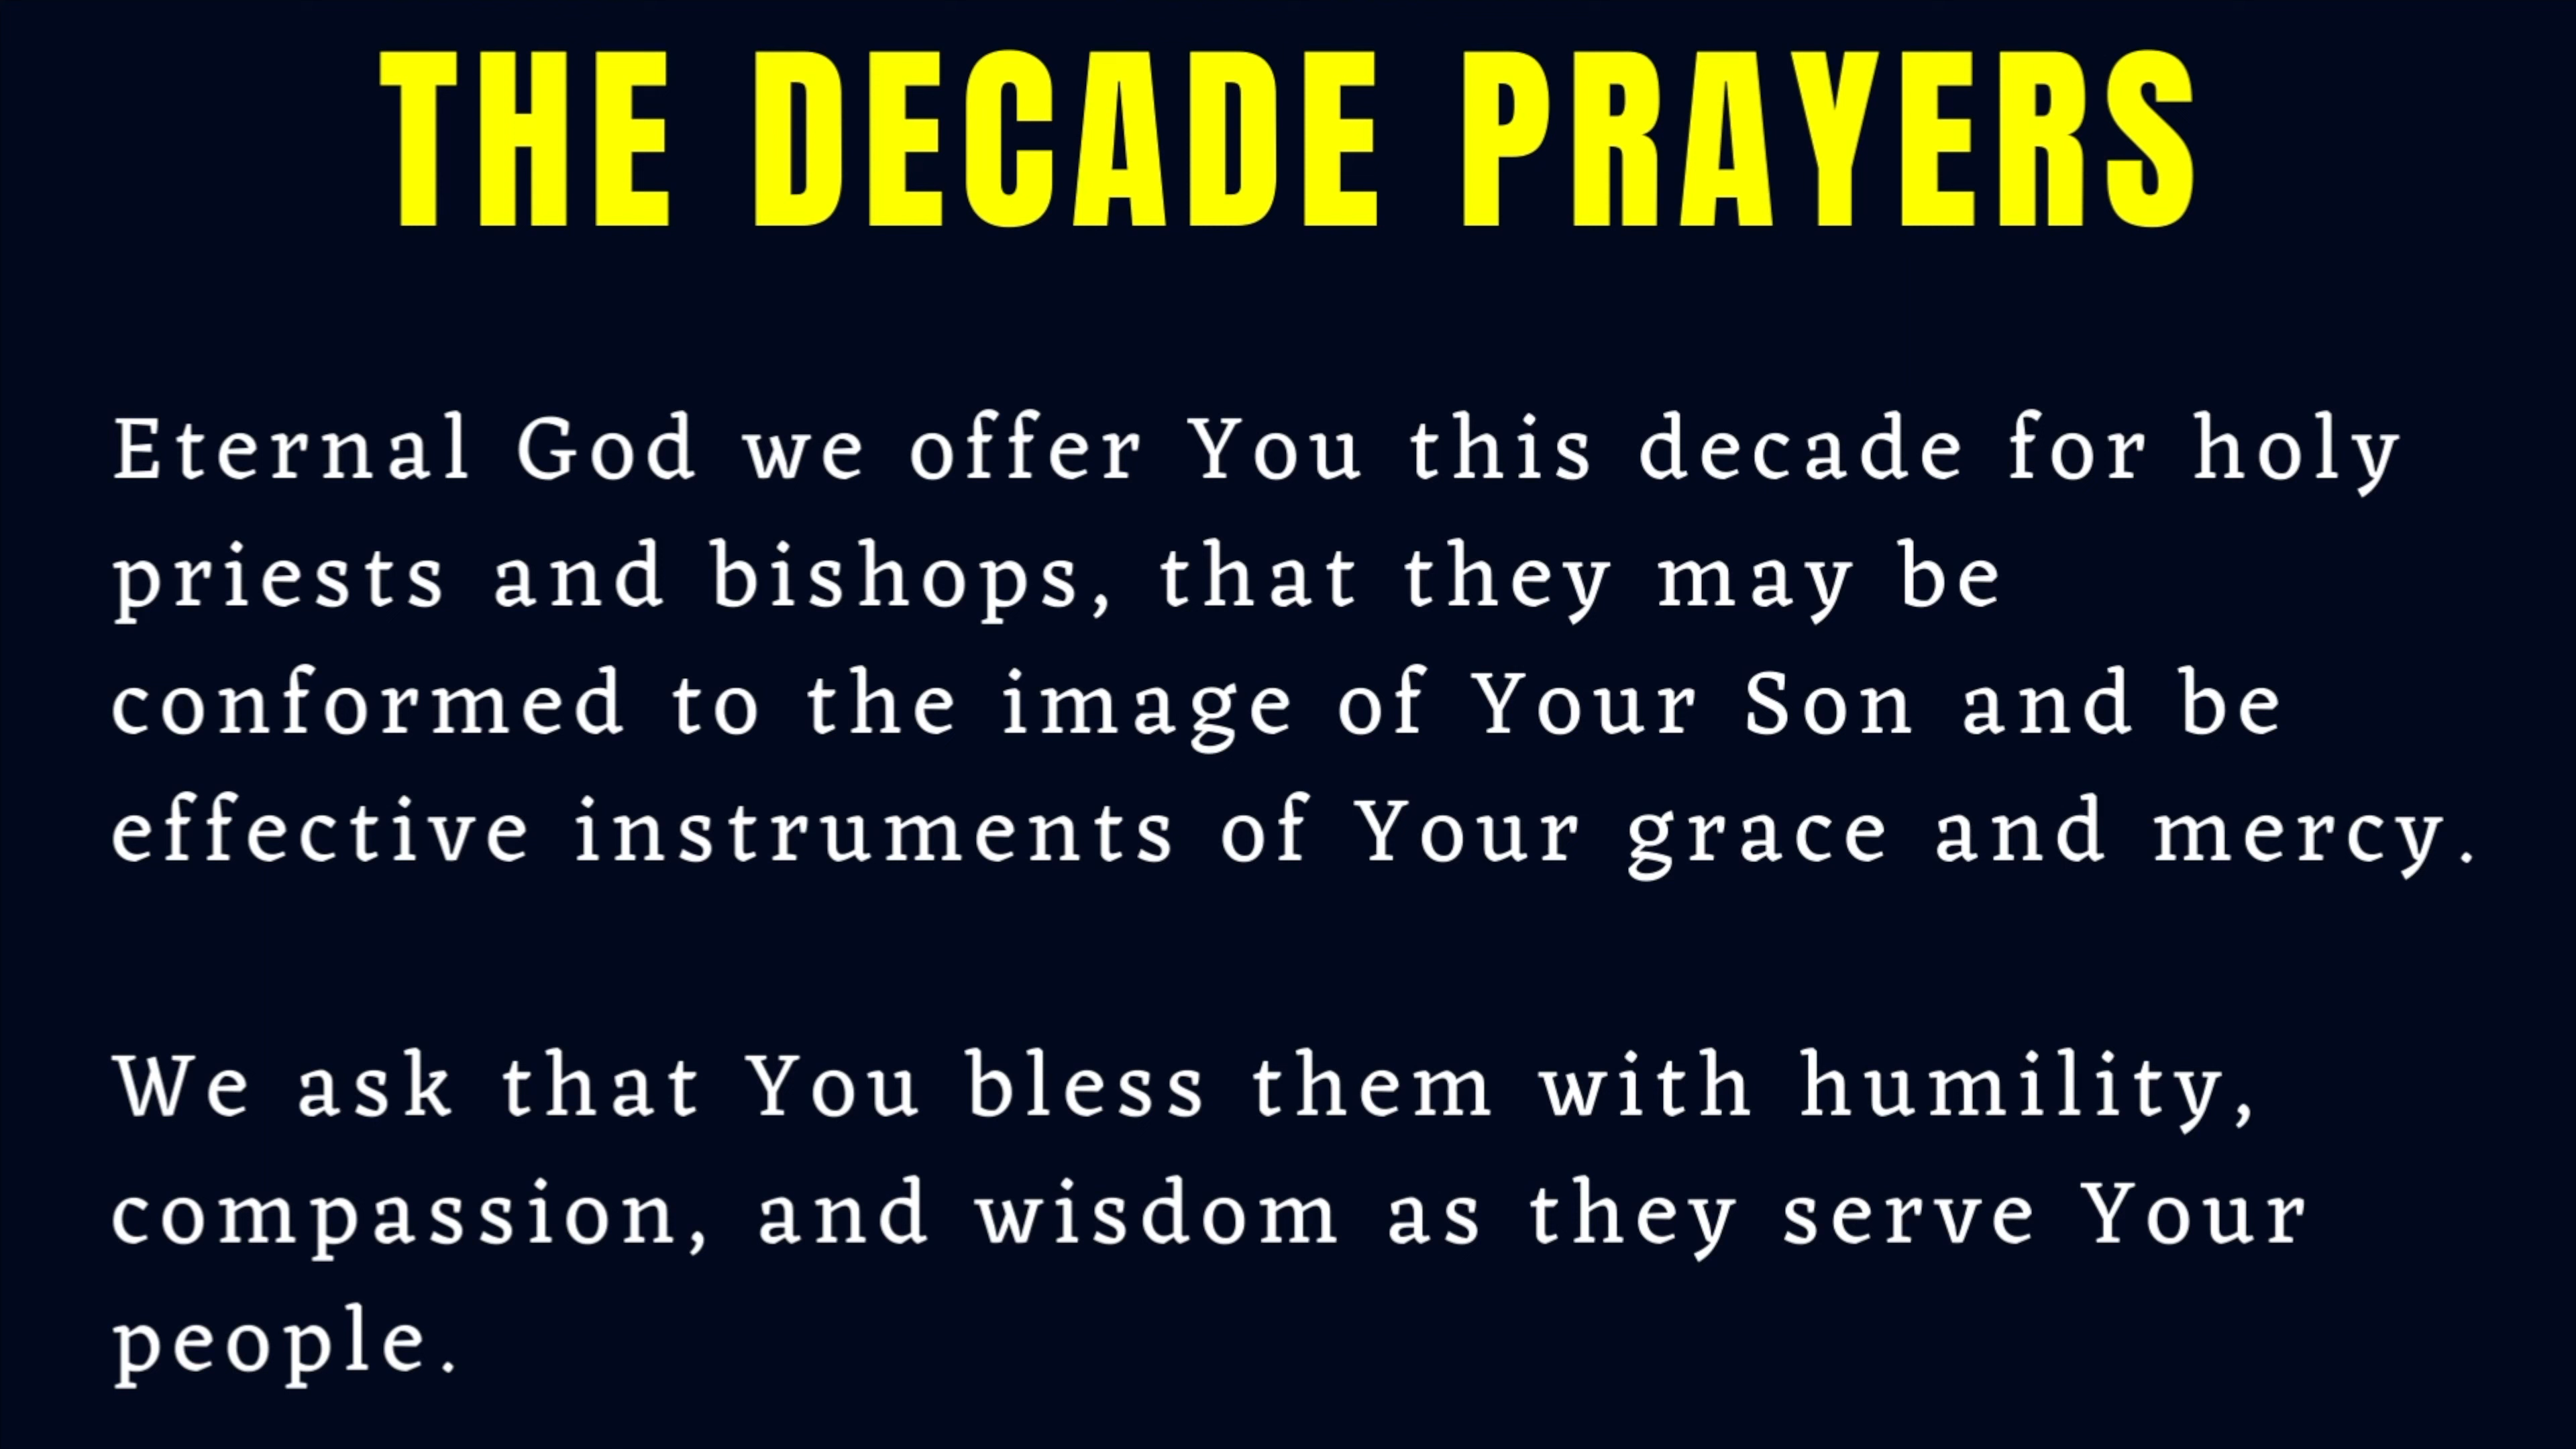 THE DECADE PRAYERS
Eternal God we offer You this decade for holy
priests and bishops, that they may be
conformed to the image of Your Son and be
effective instruments of Your grace and mercy.
We ask that You bless them with humility,
compassion, and wisdom as they serve Your
people.